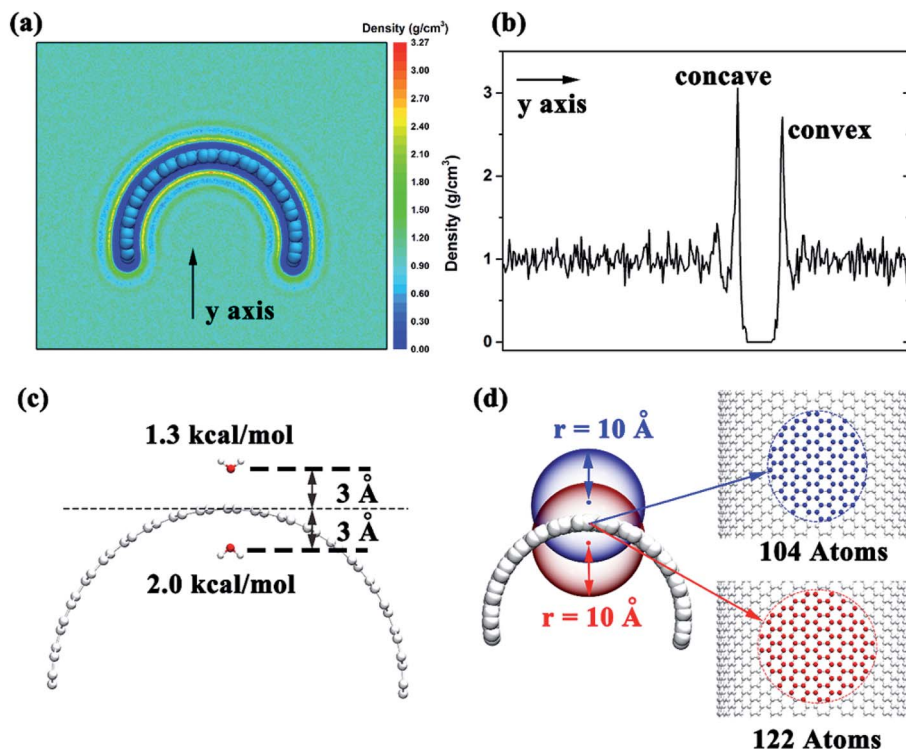 (a)
Density (g/cm³)
3.27
3.00
2.70
2.40
2.10
1.80
1.50
1.20
0.90
0.60
0.30
0.00
y axis
(b)
Density (g/cm³)
3
2
1
0
y axis
concave
convex
(c)
1.3 kcal/mol
3 Å
3 Å
2.0 kcal/mol
(d)
r = 10 Å
r = 10 Å
104 Atoms
122 Atoms